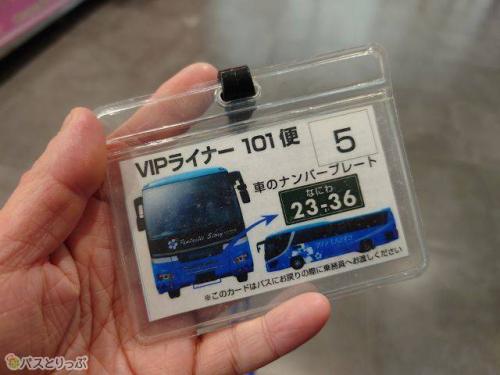 VIPライナー 101便
5
車のナンバープレート
なにわ
23-36
Fantastic Story
※このカードはバスにお戻りの際に乗務員へお渡しください
バスとりっぷ